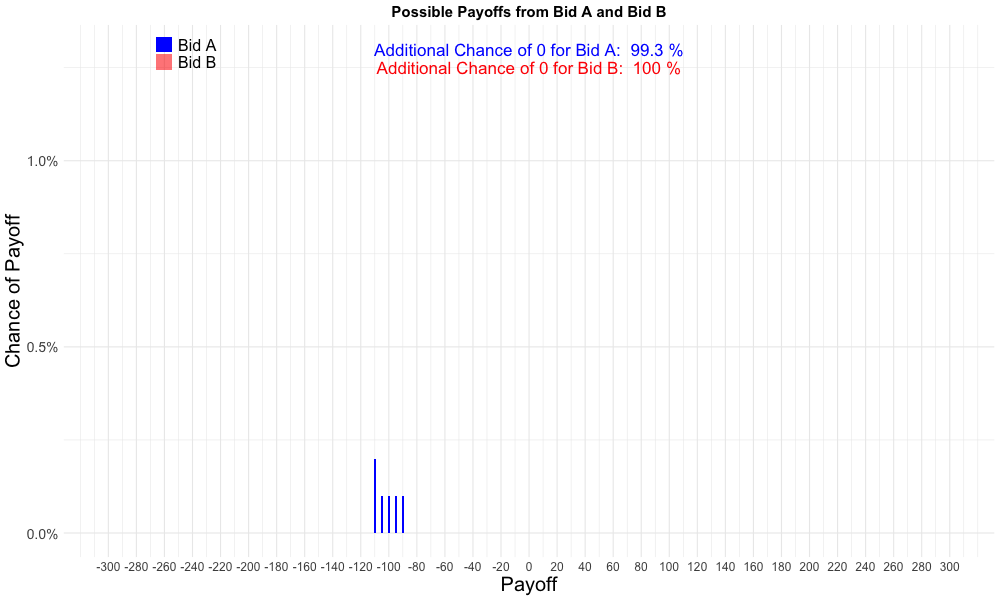 Possible Payoffs from Bid A and Bid B
Bid A
Bid B
Additional Chance of 0 for Bid A:  99.3 %
Additional Chance of 0 for Bid B:  100 %
Chance of Payoff
1.0%
0.5%
0.0%
-300 -280 -260 -240 -220 -200 -180 -160 -140 -120 -100 -80 -60 -40 -20 0 20 40 60 80 100 120 140 160 180 200 220 240 260 280 300
Payoff